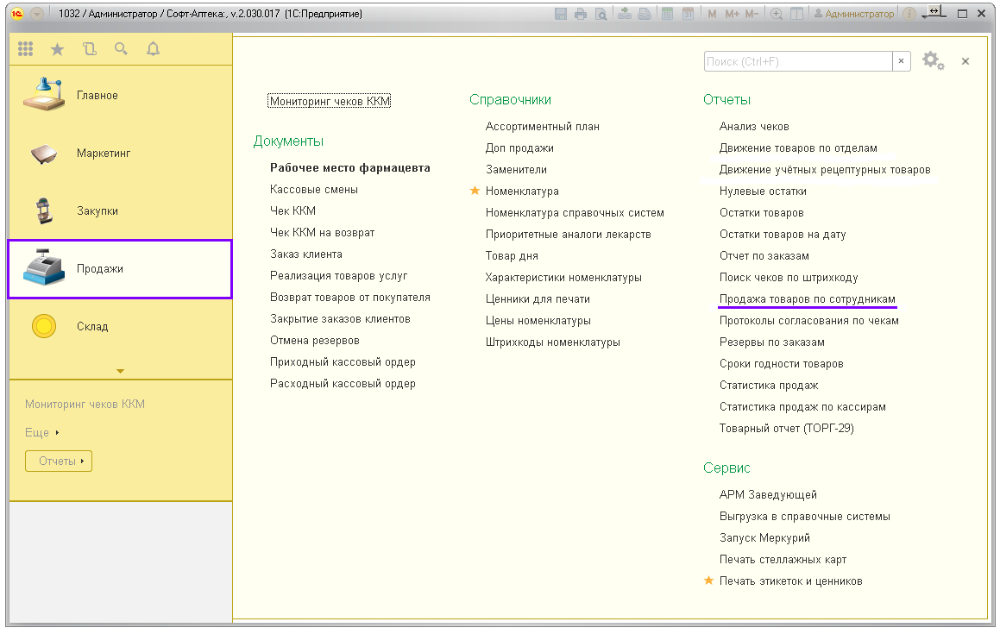 1032 / Администратор / Софт-Аптека:, v.2.030.017 (1С:Предприятие)
M M+ M-
Администратор
Поиск (Ctrl+F)
Главное
Маркетинг
Закупки
Продажи
Склад
Мониторинг чеков ККМ
Еще
Отчеты
Мониторинг чеков ККМ
Документы
Рабочее место фармацевта
Кассовые смены
Чек ККМ
Чек ККМ на возврат
Заказ клиента
Реализация товаров услуг
Возврат товаров от покупателя
Закрытие заказов клиентов
Отмена резервов
Приходный кассовый ордер
Расходный кассовый ордер
Справочники
Ассортиментный план
Доп продажи
Заменители
Номенклатура
Номенклатура справочных систем
Приоритетные аналоги лекарств
Товар дня
Характеристики номенклатуры
Ценники для печати
Цены номенклатуры
Штрихкоды номенклатуры
Отчеты
Анализ чеков
Движение товаров по отделам
Движение учётных рецептурных товаров
Нулевые остатки
Остатки товаров
Остатки товаров на дату
Отчет по заказам
Поиск чеков по штрихкоду
Продажа товаров по сотрудникам
Протоколы согласования по чекам
Резервы по заказам
Сроки годности товаров
Статистика продаж
Статистика продаж по кассирам
Товарный отчет (ТОРГ-29)
Сервис
АРМ Заведующей
Выгрузка в справочные системы
Запуск Меркурий
Печать стеллажных карт
Печать этикеток и ценников